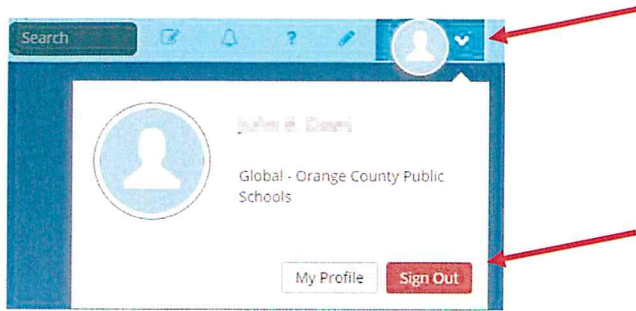 Search
?
Global - Orange County Public
Schools
My Profile
Sign Out